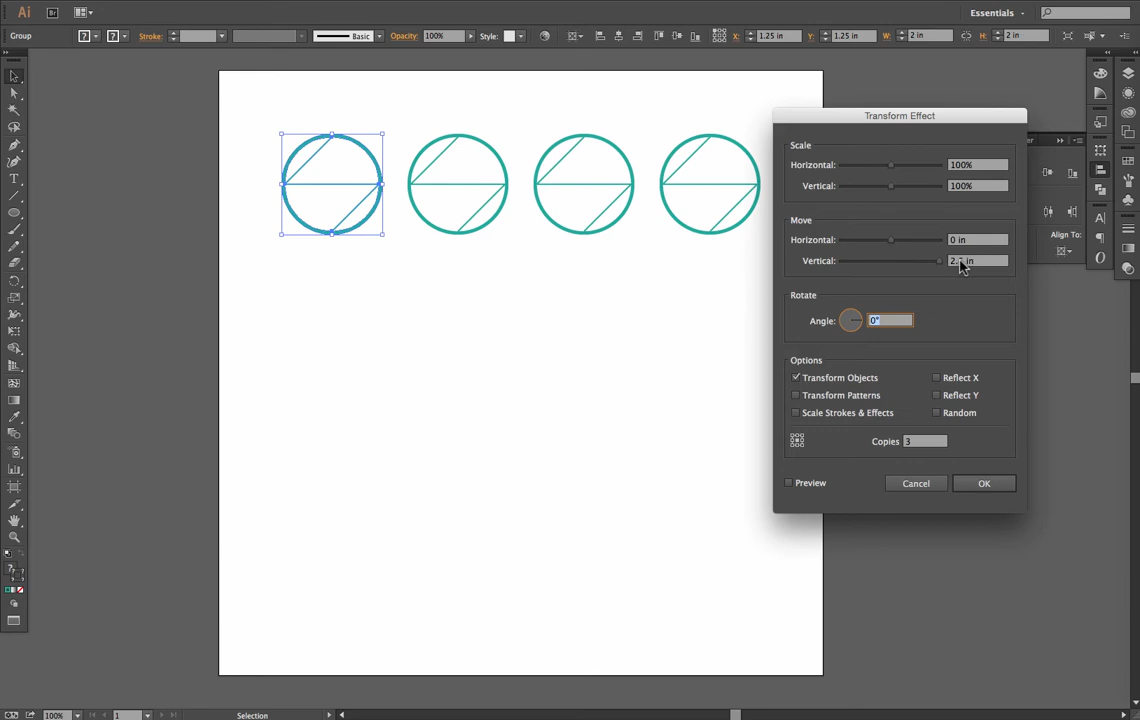 Ai Br Essentials
Group Stroke: Basic Opacity: 100% Style: X: 1.25 in Y: 1.25 in W: 2 in H: 2 in
Transform Effect
Scale
Horizontal: 100%
Vertical: 100%
Move
Horizontal: 0 in
Vertical: in
Rotate
Angle: 0°
Options
Transform Objects Reflect X
Transform Patterns Reflect Y
Scale Strokes & Effects Random
Copies 3
Preview Cancel OK
Align To:
100% 1 Selection